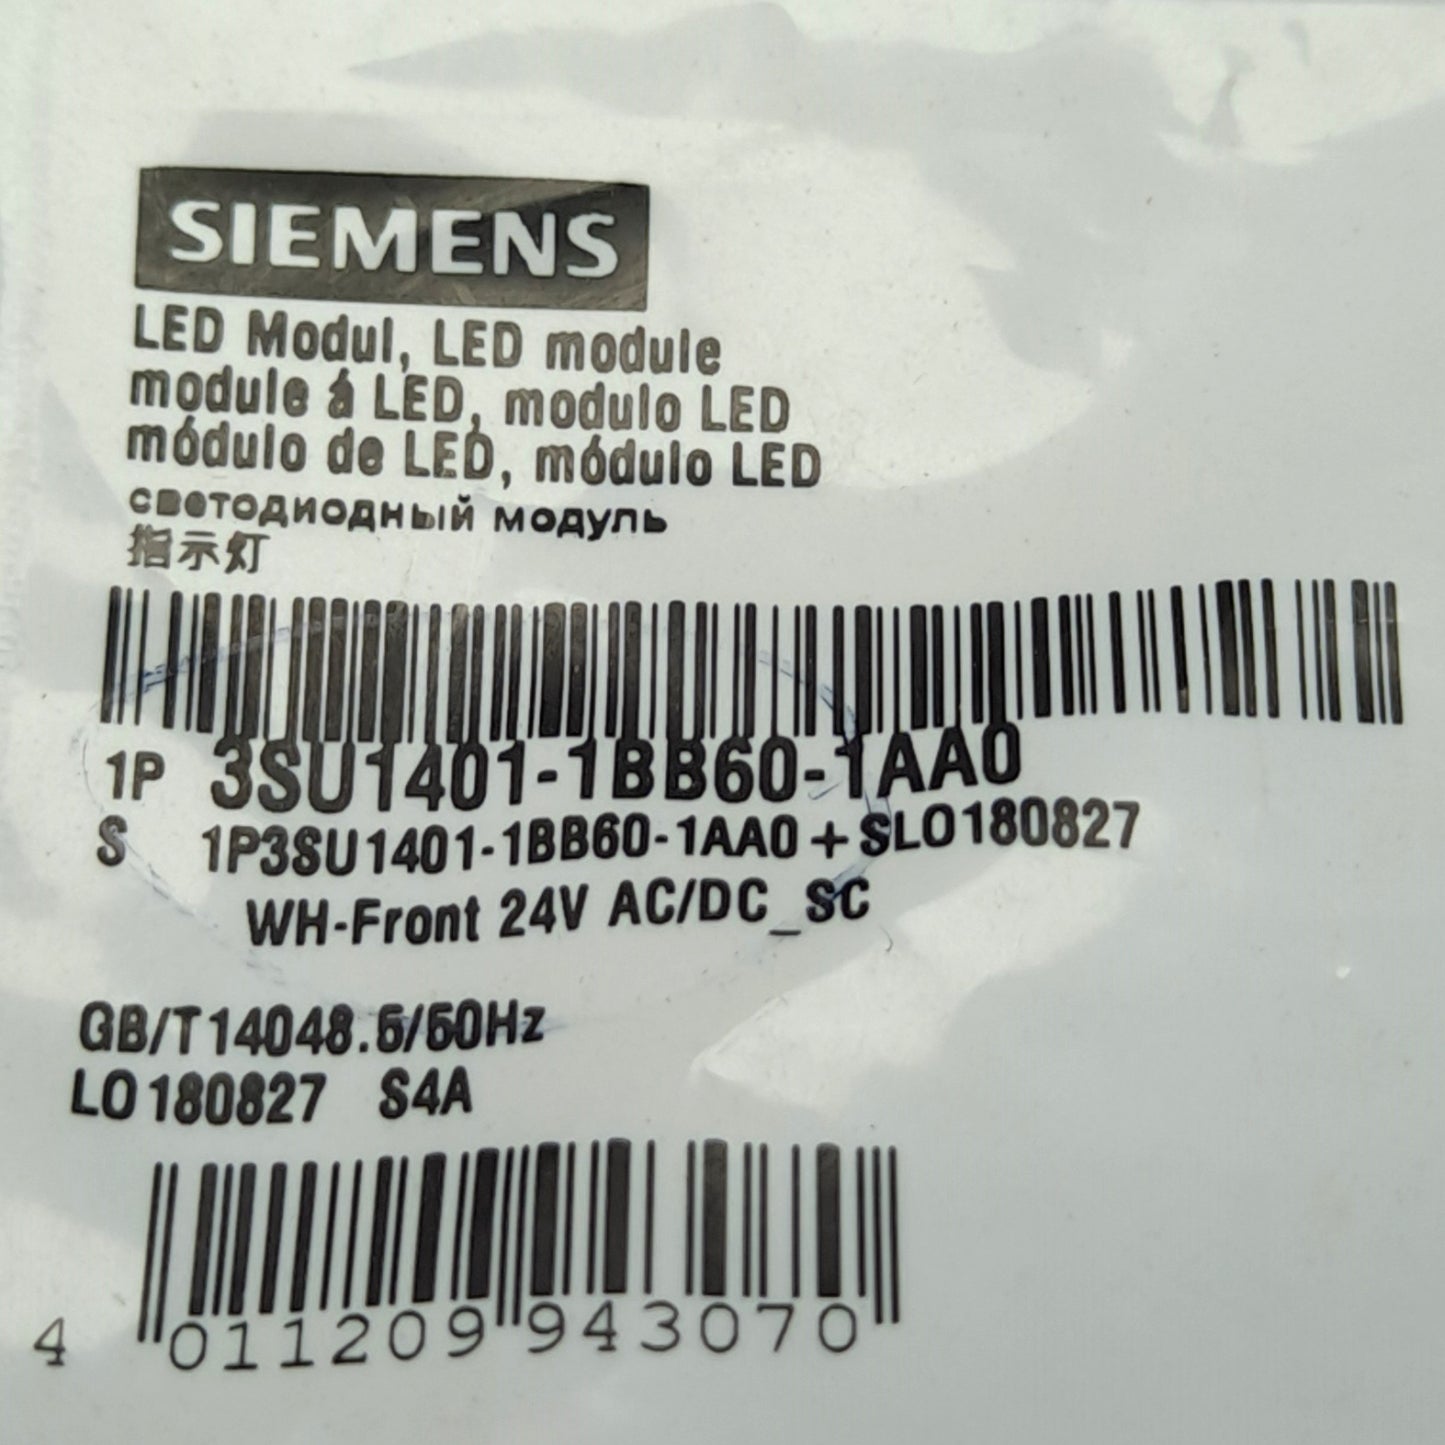 SIEMENS
LED Modul, LED module
module á LED, modulo LED
módulo de LED, módulo LED
светодиодный модуль
指示灯
1P 3SU1401-1BB60-1AA0
S 1P3SU1401-1BB60-1AA0+SLO180827
WH-Front 24V AC/DC_SC
GB/T14048.5/50Hz
LO180827 S4A
4 011209 943070